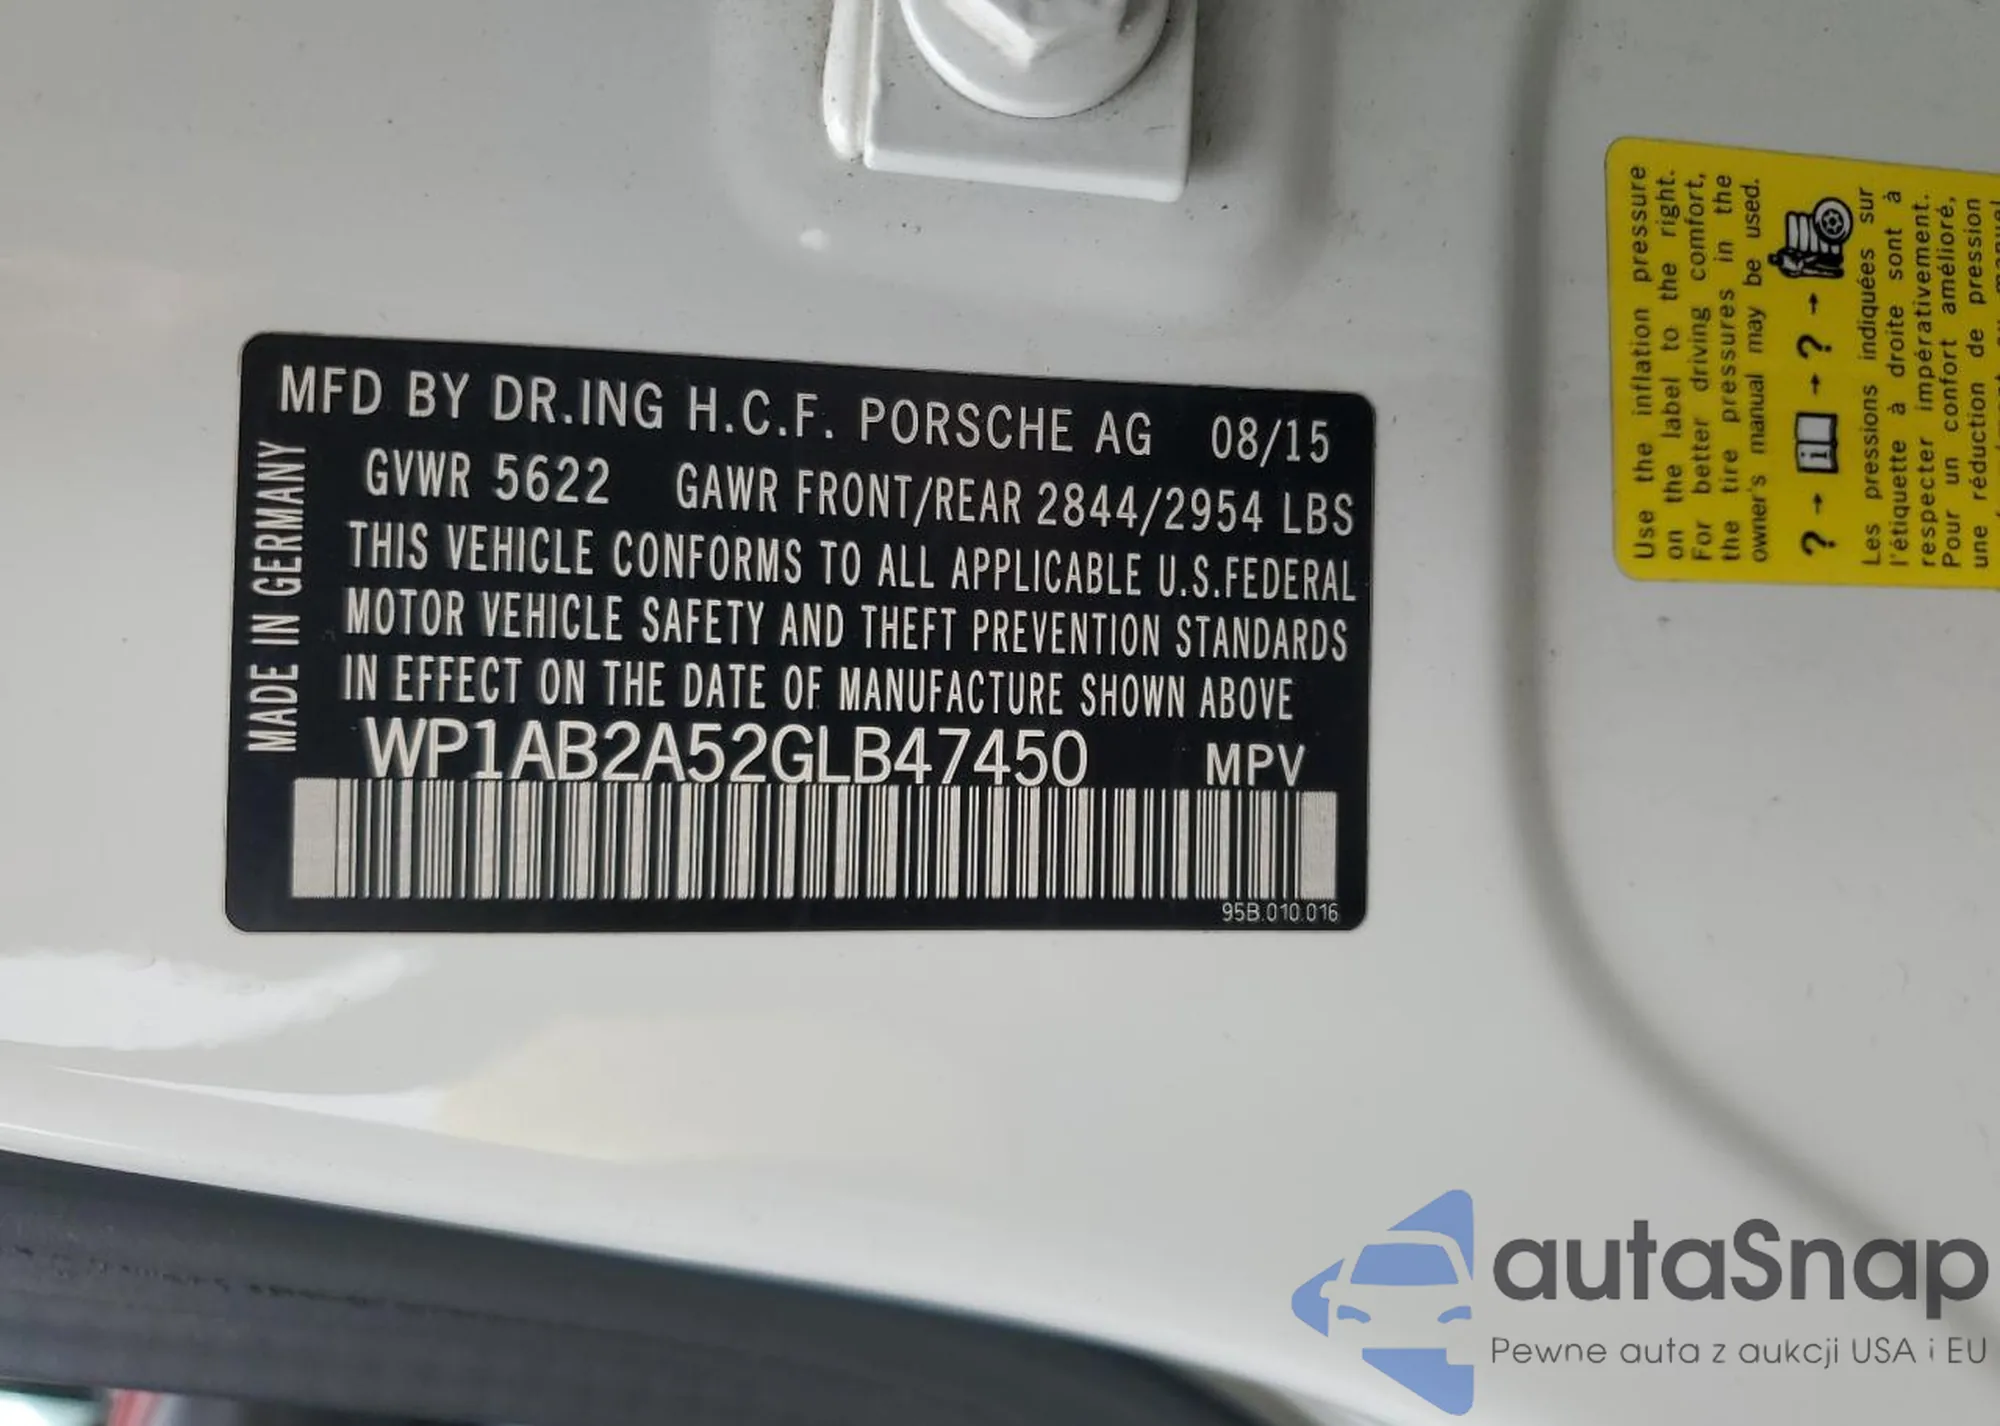 MFD BY DR.ING H.C.F. PORSCHE AG 08/15
GVWR 5622 GAWR FRONT/REAR 2844/2954 LBS
THIS VEHICLE CONFORMS TO ALL APPLICABLE U.S.FEDERAL
MOTOR VEHICLE SAFETY AND THEFT PREVENTION STANDARDS
IN EFFECT ON THE DATE OF MANUFACTURE SHOWN ABOVE
WP1AB2A52GLB47450 MPV
95B.010.016
MADE IN GERMANY
Use the inflation pressure
on the label to the right.
For better driving comfort,
the tire pressures in the
owner's manual may be used.
? → i → ? →
Les pressions indiquées sur
l'étiquette à droite sont à
respecter impérativement.
Pour un confort amélioré,
une réduction de pression
autaSnap
Pewne auta z aukcji USA i EU